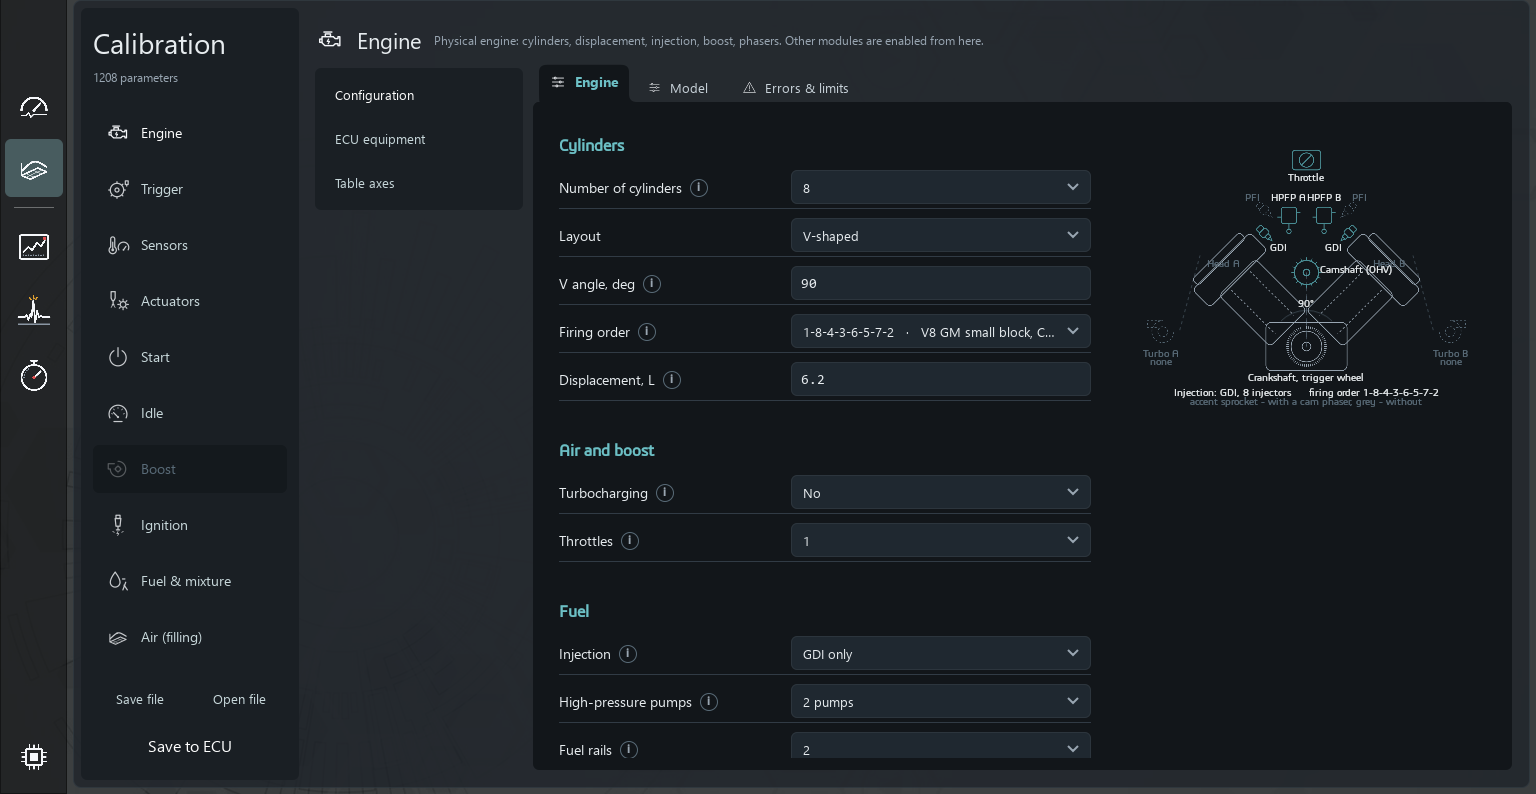 Calibration
1208 parameters
Engine
Trigger
Sensors
Actuators
Start
Idle
Boost
Ignition
Fuel & mixture
Air (filling)
Save file
Open file
Save to ECU
Engine
Physical engine: cylinders, displacement, injection, boost, phasers. Other modules are enabled from here.
Configuration
ECU equipment
Table axes
Engine
Model
Errors & limits
Cylinders
Number of cylinders
8
Layout
V-shaped
V angle, deg
90
Firing order
1-8-4-3-6-5-7-2 · V8 GM small block, C...
Displacement, L
6.2
Air and boost
Turbocharging
No
Throttles
1
Fuel
Injection
GDI only
High-pressure pumps
2 pumps
Fuel rails
2
Throttle
PFI
HPFP A
HPFP B
PFI
GDI
GDI
Head A
Camshaft (OHV)
Head B
90°
Turbo A
none
Turbo B
none
Crankshaft, trigger wheel
Injection: GDI, 8 injectors
firing order 1-8-4-3-6-5-7-2
accent sprocket - with a cam phaser, grey - without